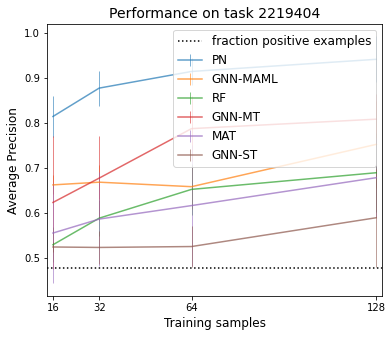 Performance on task 2219404
1.0
0.9
0.8
0.7
0.6
0.5
Average Precision
fraction positive examples
PN
GNN-MAML
RF
GNN-MT
MAT
GNN-ST
16 32 64 128
Training samples